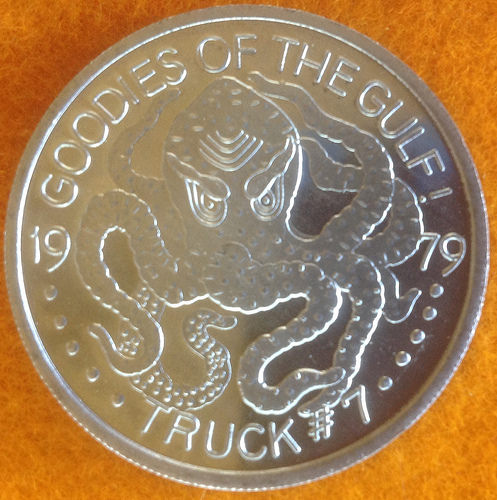 GOODIES OF THE GULF!
19 79
TRUCK #7